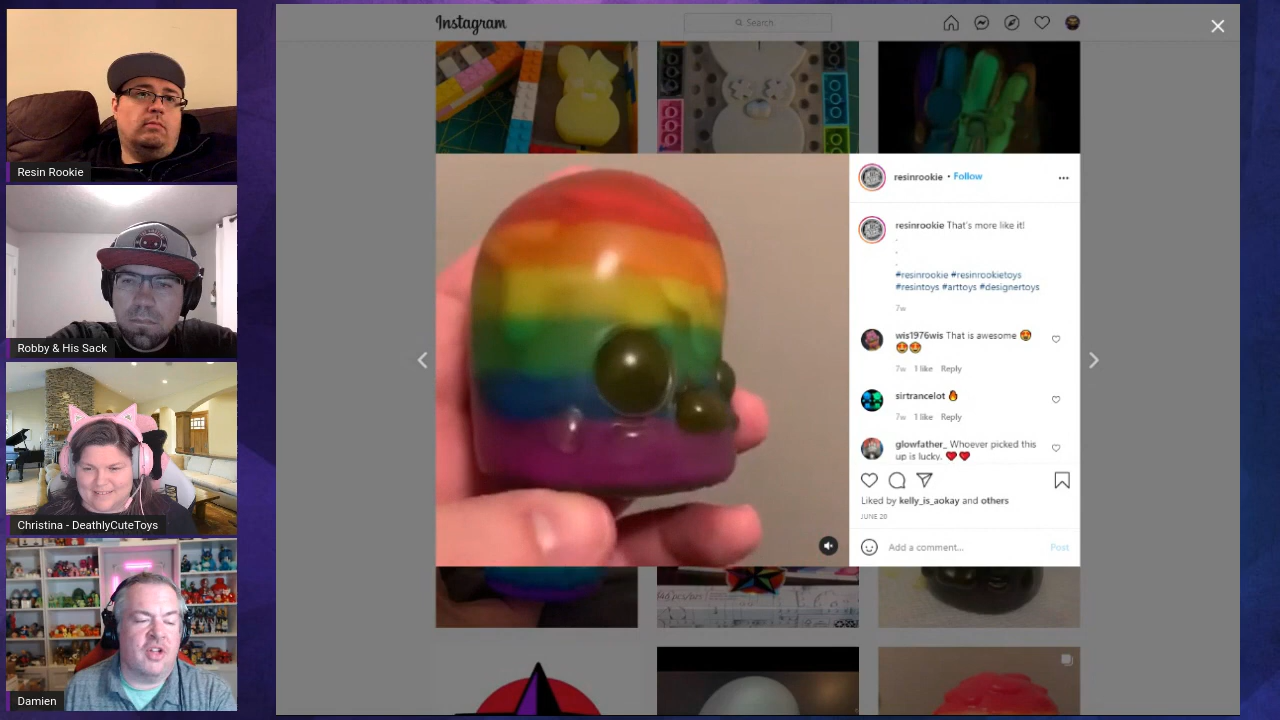 Resin Rookie
Robby & His Sack
Christina - DeathlyCuteToys
Damien
Instagram
Search
resinrookie • Follow
resinrookie That's more like it!
.
.
.
#resinrookie #resinrookietoys
#resintoys #arttoys #designertoys
7w
wis1976wis That is awesome 🤩
🤩🤩
7w 1 like Reply
sirtrancelot 🔥
7w 1 like Reply
glowfather_ Whoever picked this
up is lucky. ❤️❤️
Liked by kelly_is_aokay and others
JUNE 20
Add a comment...
Post